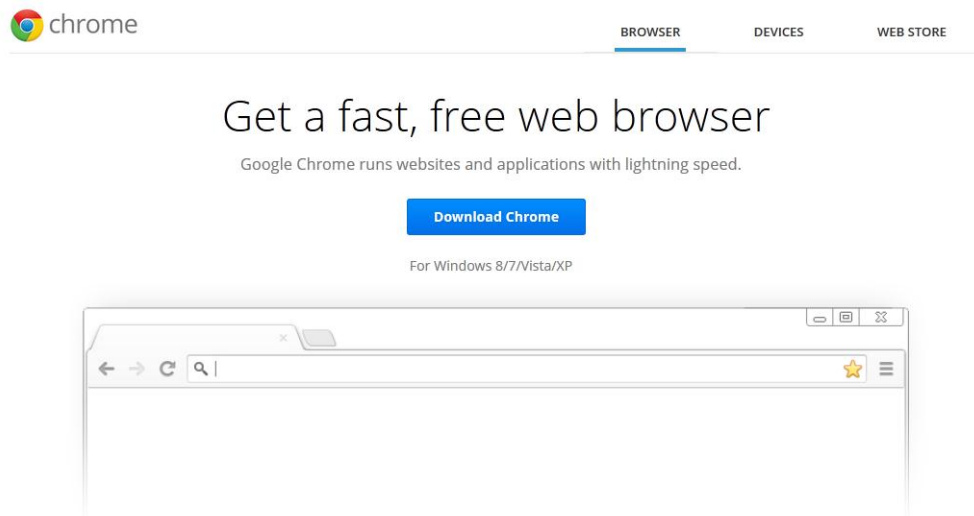 chrome
BROWSER DEVICES WEB STORE
Get a fast, free web browser
Google Chrome runs websites and applications with lightning speed.
Download Chrome
For Windows 8/7/Vista/XP